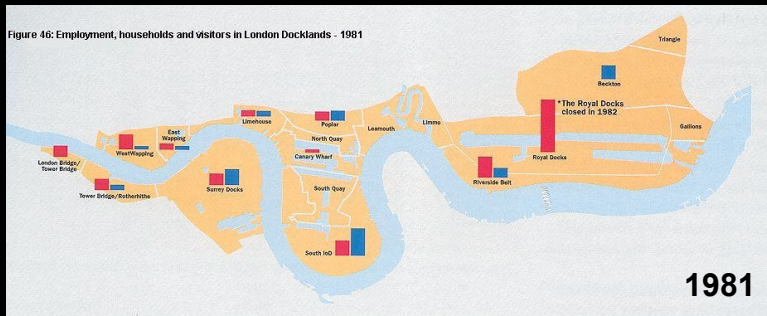 Figure 46: Employment, households and visitors in London Docklands - 1981
Triangle
Beckton
*The Royal Docks
closed in 1982
Limehouse
Poplar
East
Wapping
WestWapping
North Quay
Leamouth
Limmo
Gallions
London Bridge/
Tower Bridge
Canary Wharf
Royal Docks
Tower Bridge/Rotherhithe
Surrey Docks
South Quay
Riverside Belt
South IoD
1981